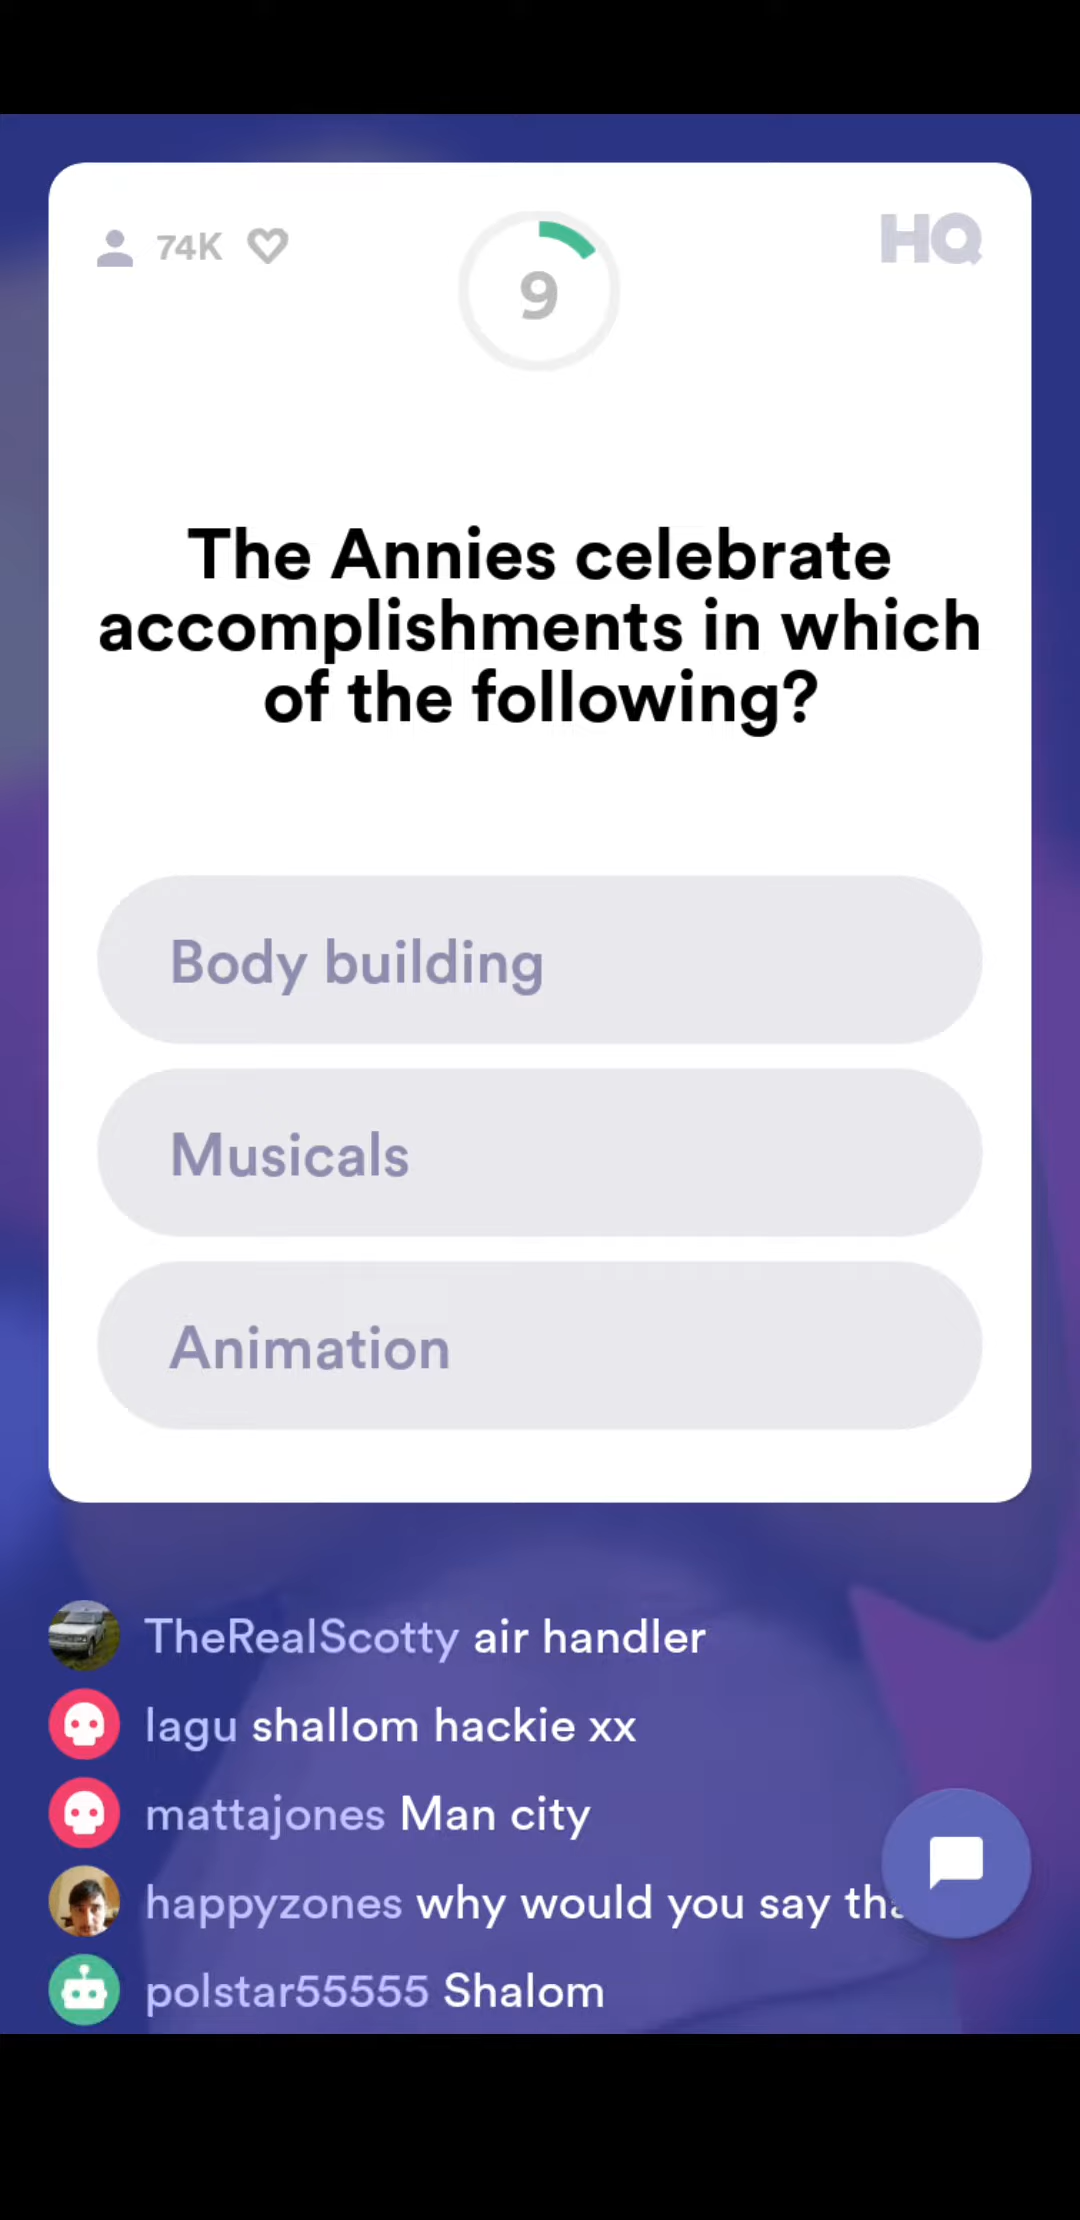 74K
9
HQ
The Annies celebrate
accomplishments in which
of the following?
Body building
Musicals
Animation
TheRealScotty air handler
lagu shallom hackie xx
mattajones Man city
happyzones why would you say
polstar55555 Shalom